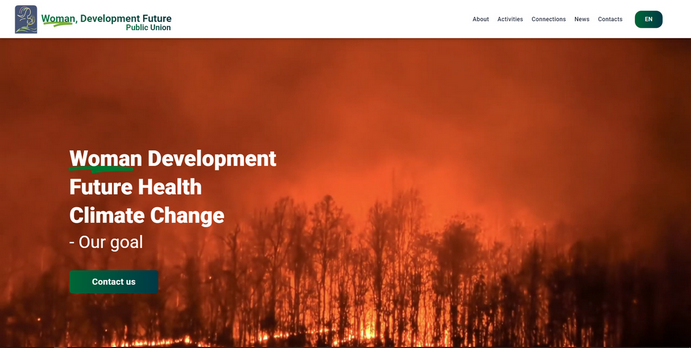 Woman, Development Future
Public Union
About Activities Connections News Contacts EN
Woman Development
Future Health
Climate Change
- Our goal
Contact us